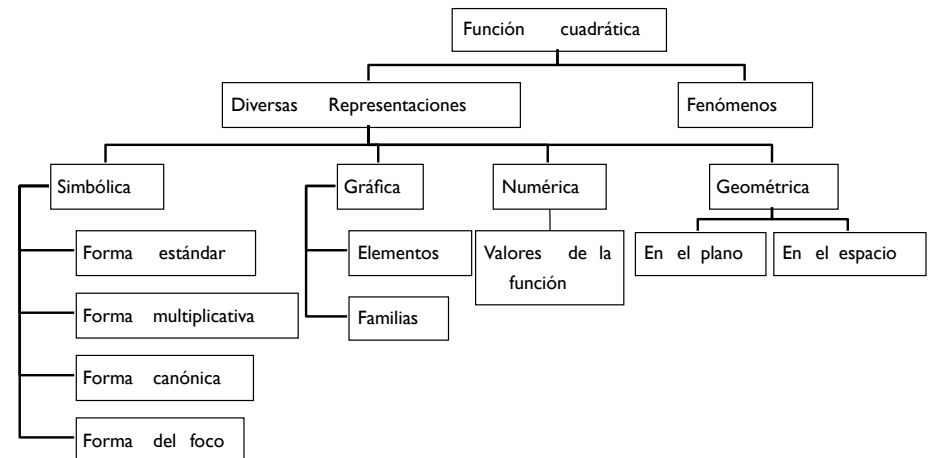 Función cuadrática
Diversas Representaciones
Fenómenos
Simbólica
Gráfica
Numérica
Geométrica
Forma estándar
Elementos
Valores de la
función
En el plano
En el espacio
Forma multiplicativa
Familias
Forma canónica
Forma del foco